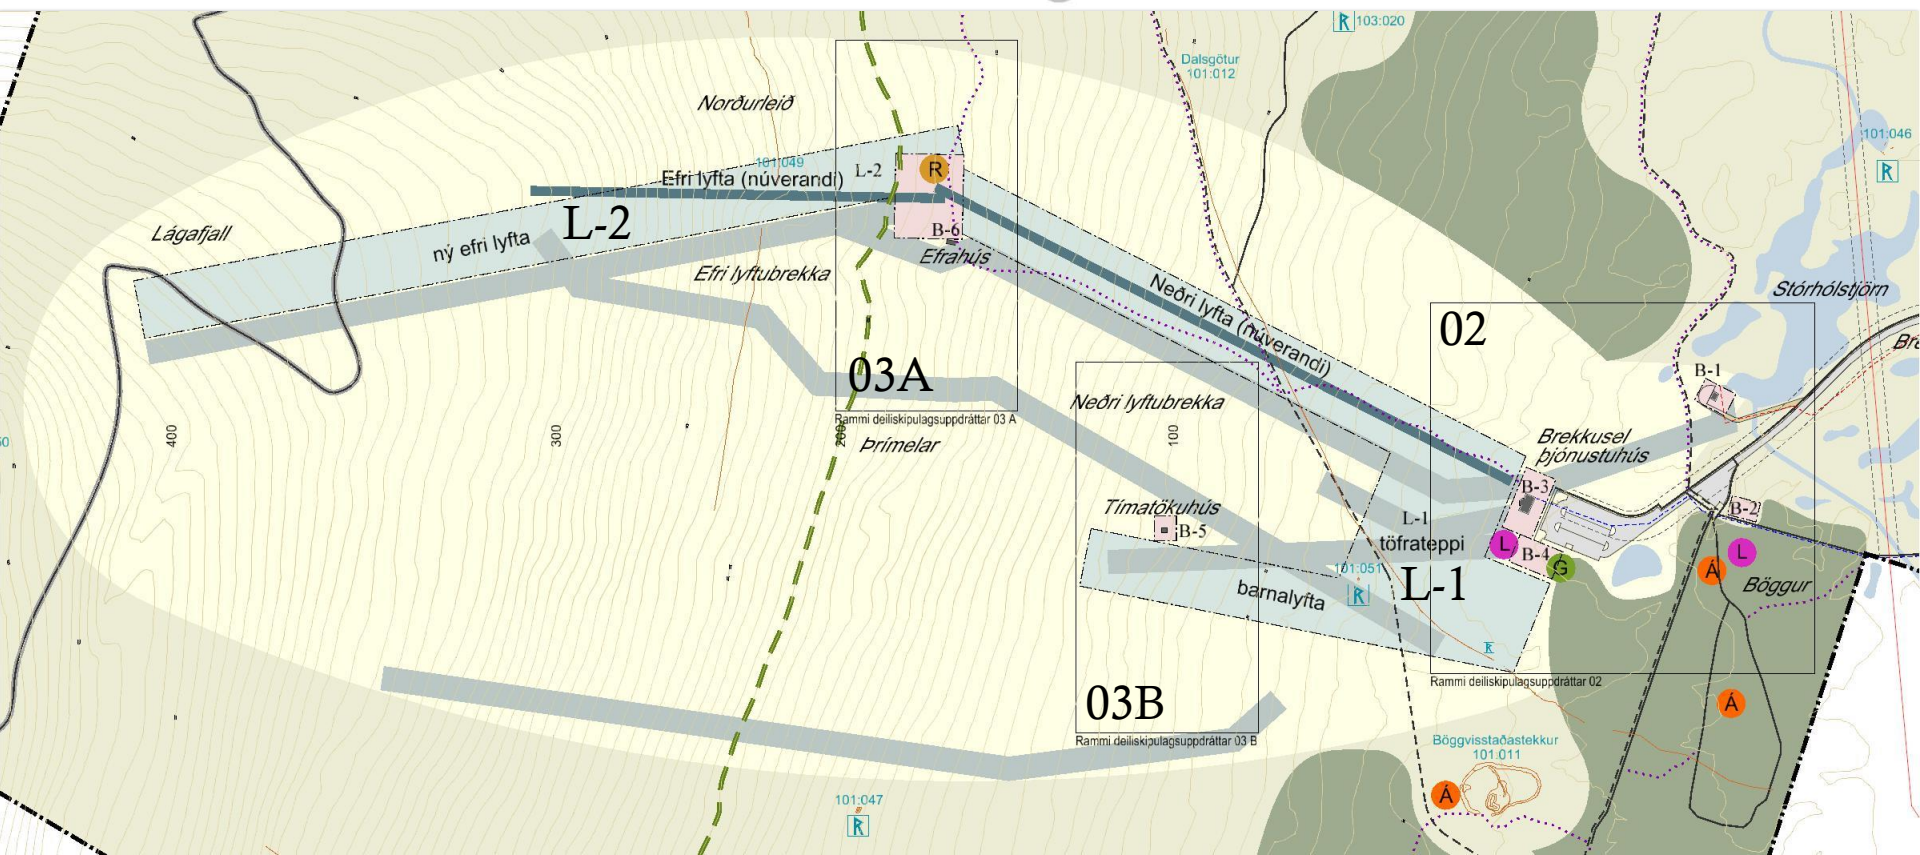 103:020
Dalsgötur
101:012
Norðurleið
101:046
101:049
Efri lyfta (núverandi)
L-2
R
Lágafjall
ný efri lyfta
L-2
B-6
Efrahús
Efri lyftubrekka
Neðri lyfta (núverandi)
Stórhólstjörn
02
03A
B-1
Rammi deiliskipulagsuppdráttar 03 A
Neðri lyftubrekka
400
300
200
100
Þrímelar
Brekkusel
þjónustuhús
B-3
Tímatökuhús
B-5
L-1
töfrateppi
L
B-4
G
B-2
L
Á
Böggur
101:051
L-1
barnalyfta
Rammi deiliskipulagsuppdráttar 02
03B
Á
Rammi deiliskipulagsuppdráttar 03 B
Böggvisstaðastekkur
101:011
Á
101:047